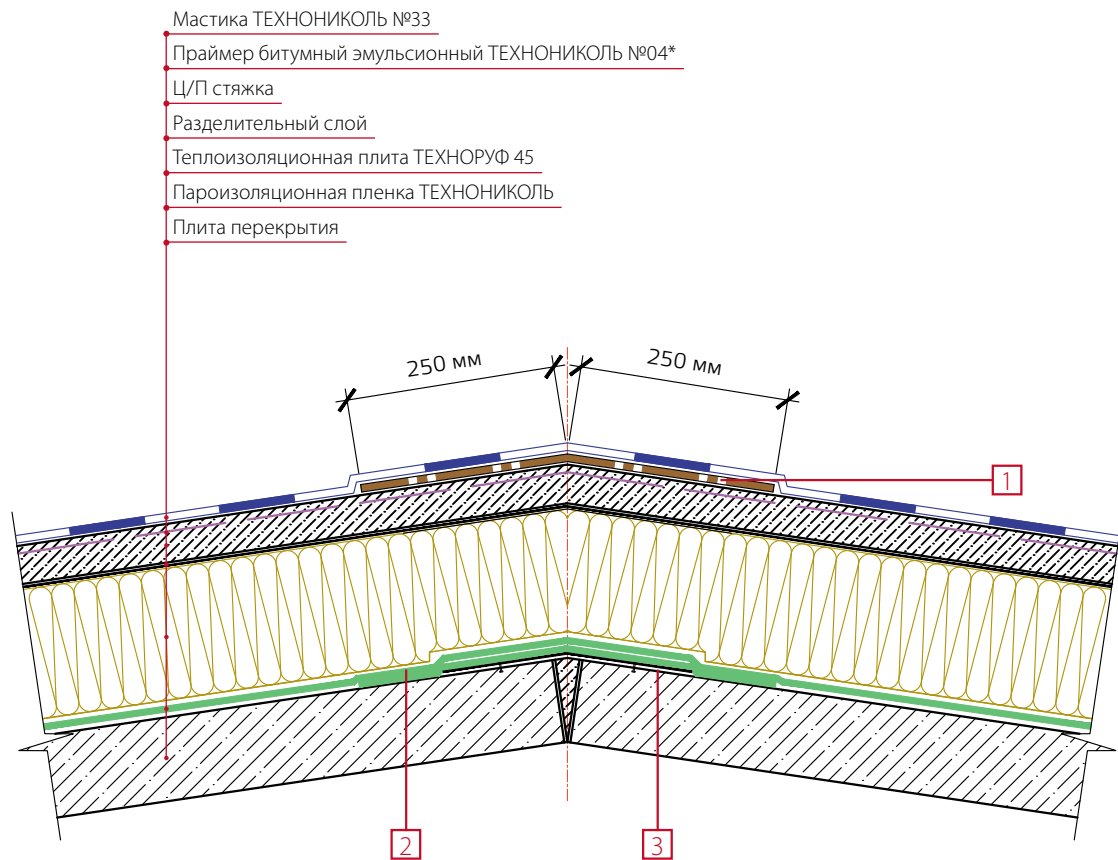 Мастика ТЕХНОНИКОЛЬ №33
Праймер битумный эмульсионный ТЕХНОНИКОЛЬ №04*
Ц/П стяжка
Разделительный слой
Теплоизоляционная плита ТЕХНОРУФ 45
Пароизоляционная пленка ТЕХНОНИКОЛЬ
Плита перекрытия
250 мм
250 мм
1
2
3